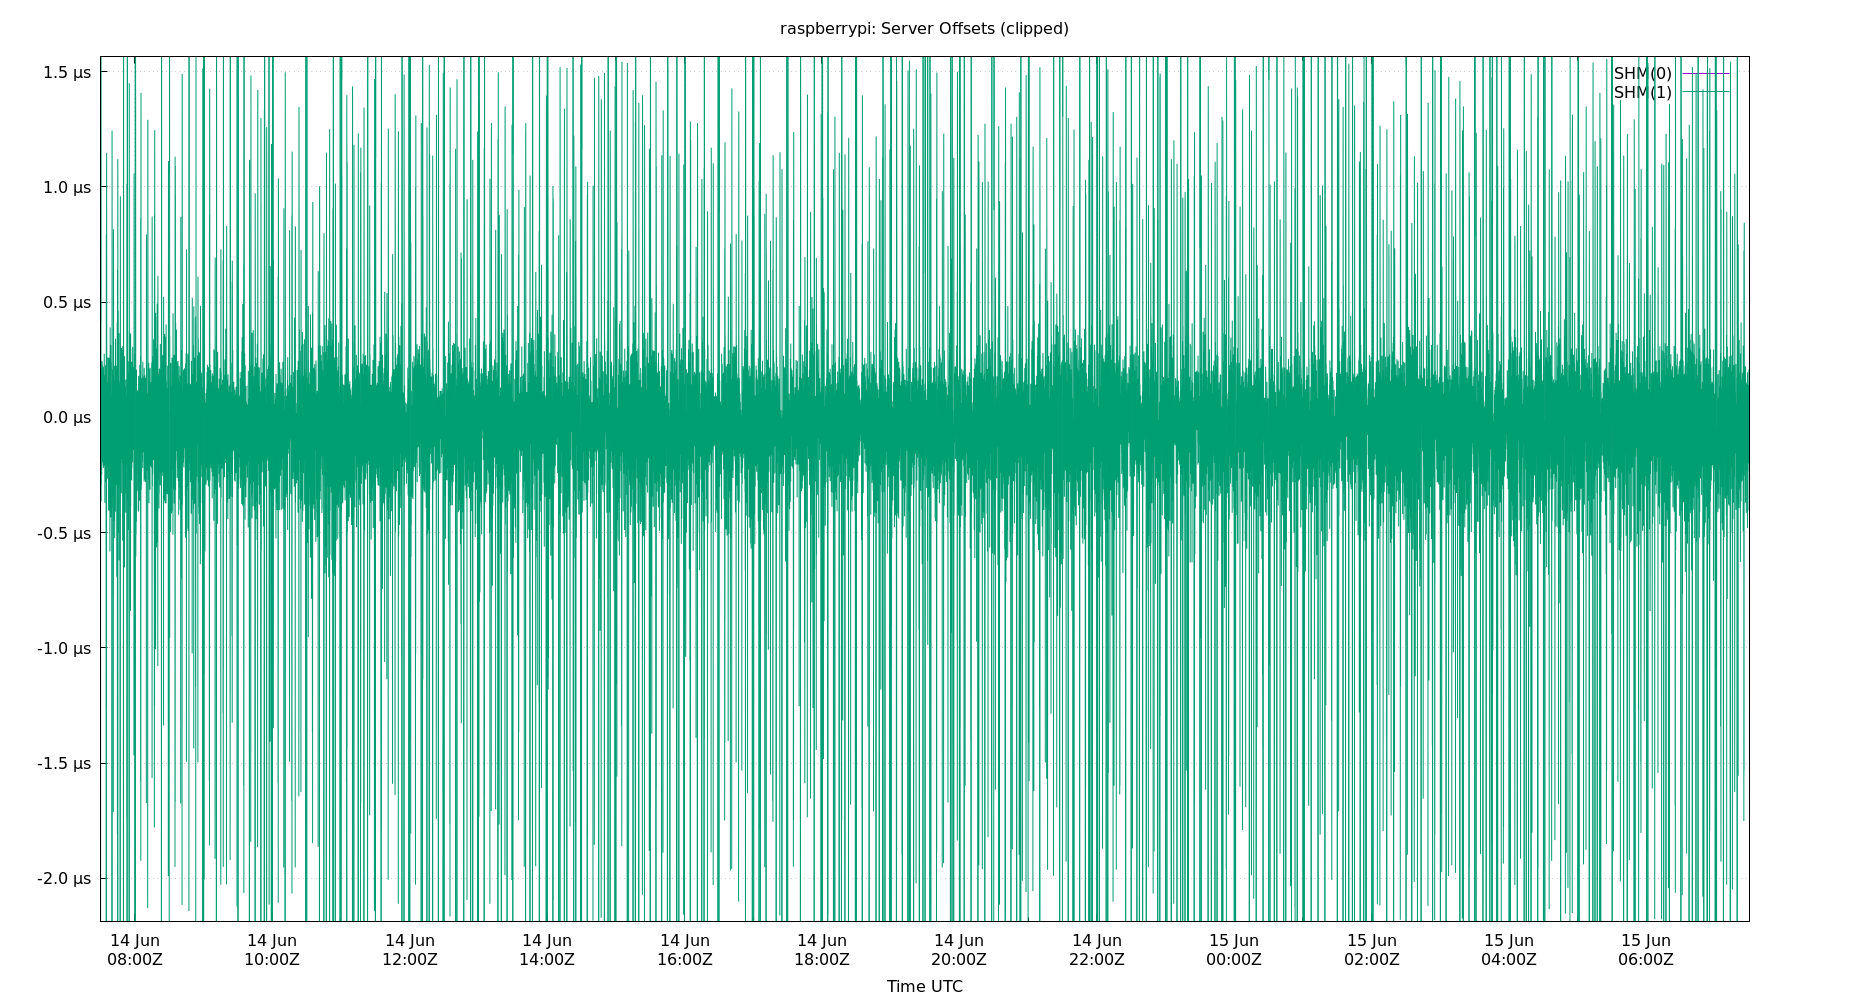 raspberrypi: Server Offsets (clipped)
1.5 µs
1.0 µs
0.5 µs
0.0 µs
-0.5 µs
-1.0 µs
-1.5 µs
-2.0 µs
SHM(0)
SHM(1)
14 Jun 14 Jun 14 Jun 14 Jun 14 Jun 14 Jun 14 Jun 14 Jun 15 Jun 15 Jun 15 Jun 15 Jun
08:00Z 10:00Z 12:00Z 14:00Z 16:00Z 18:00Z 20:00Z 22:00Z 00:00Z 02:00Z 04:00Z 06:00Z
Time UTC